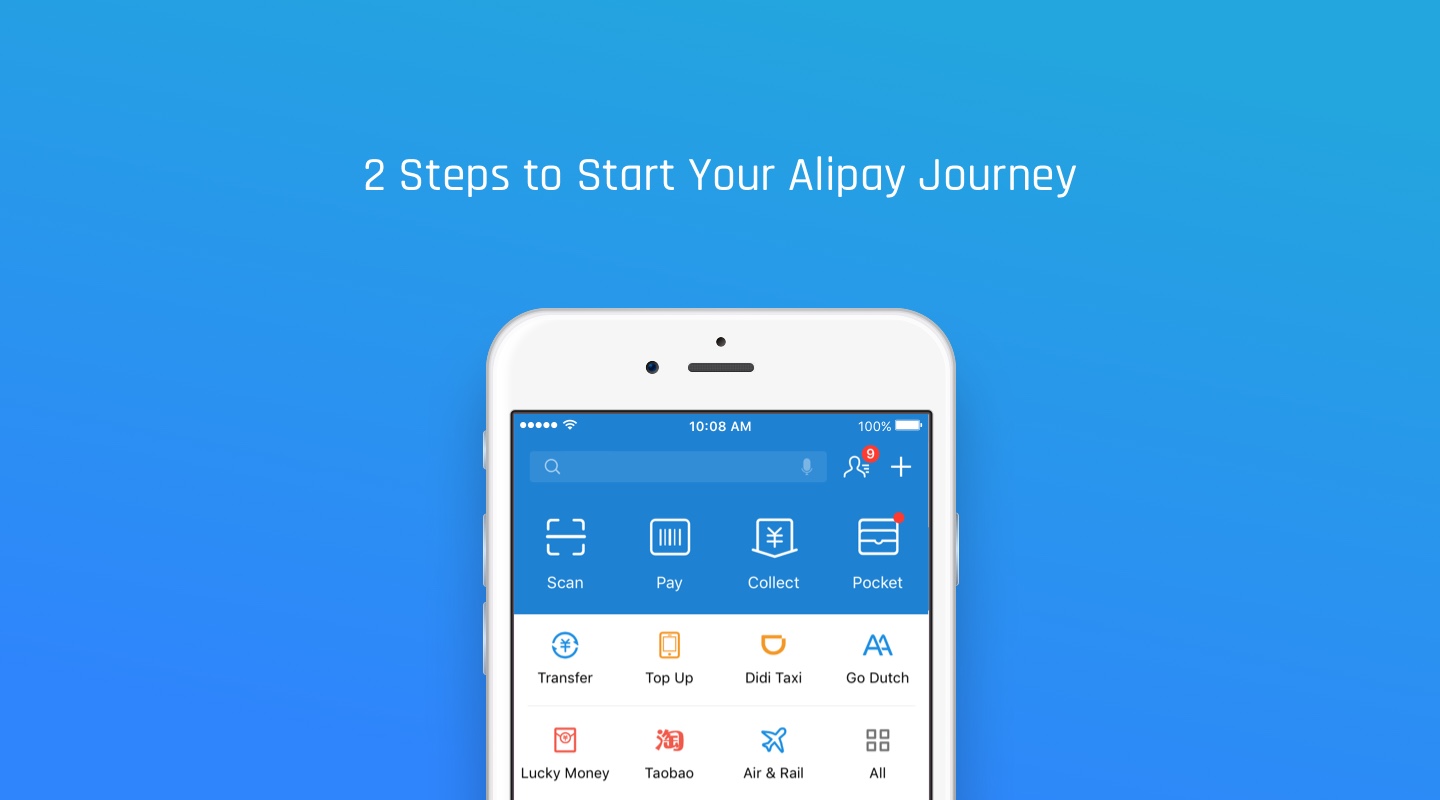 2 Steps to Start Your Alipay Journey
10:08 AM
100%
9
Scan Pay Collect Pocket
Transfer Top Up Didi Taxi Go Dutch
淘
Lucky Money Taobao Air & Rail All